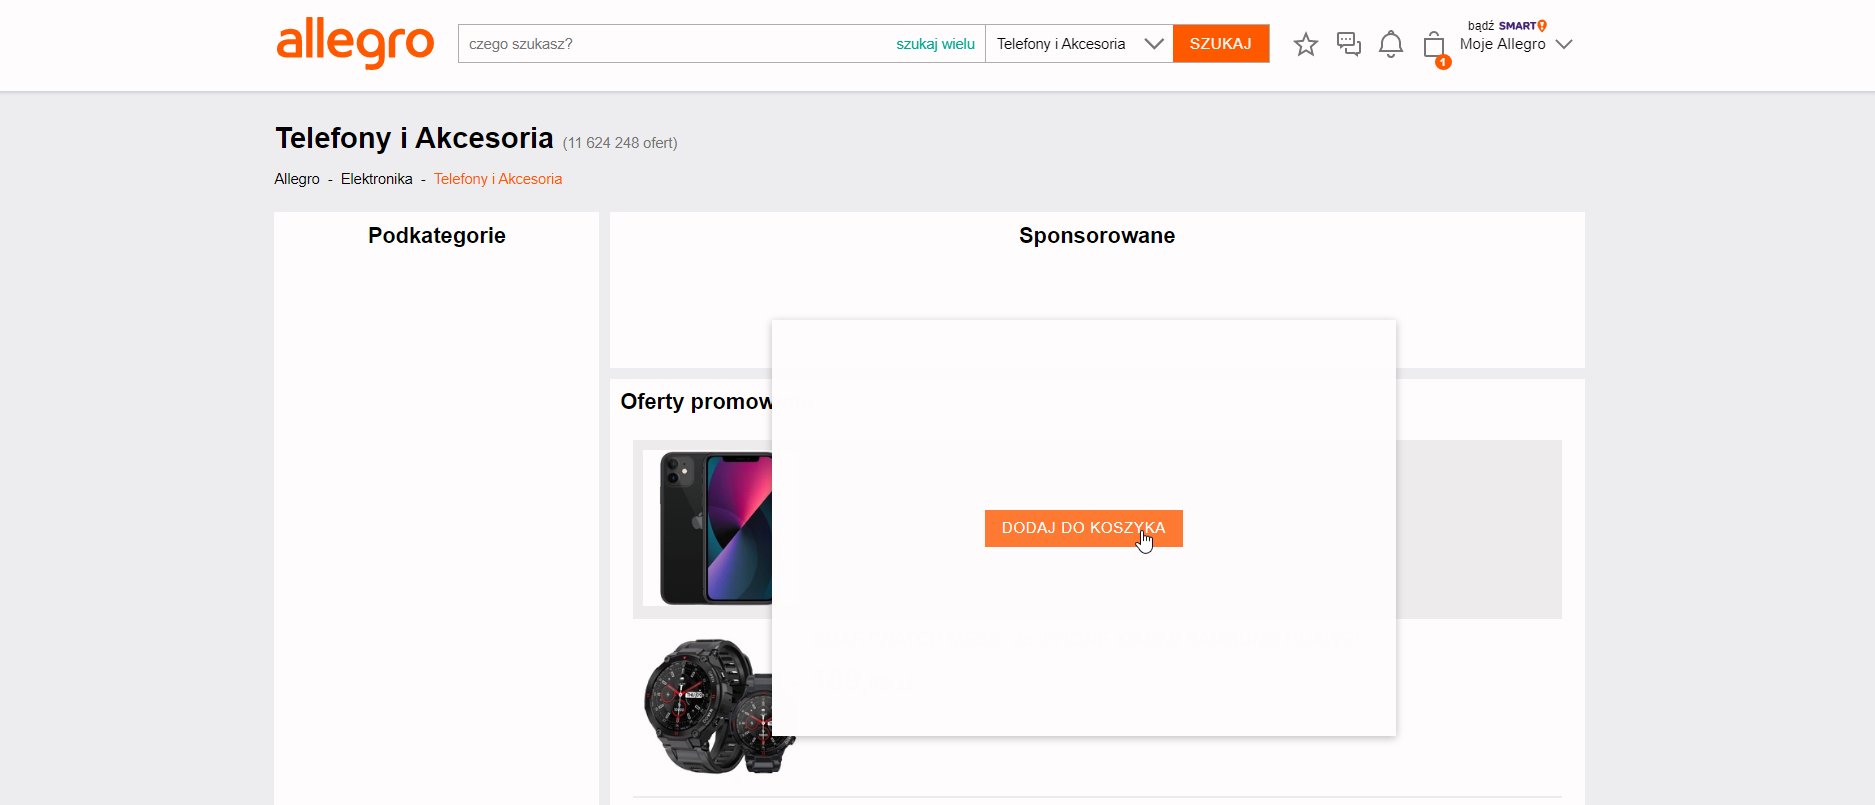 allegro
czego szukasz?
szukaj wielu
Telefony i Akcesoria
SZUKAJ
1
bądź SMART
Moje Allegro
Telefony i Akcesoria (11 624 248 ofert)
Allegro - Elektronika - Telefony i Akcesoria
Podkategorie
Sponsorowane
Oferty promow
DODAJ DO KOSZYKA